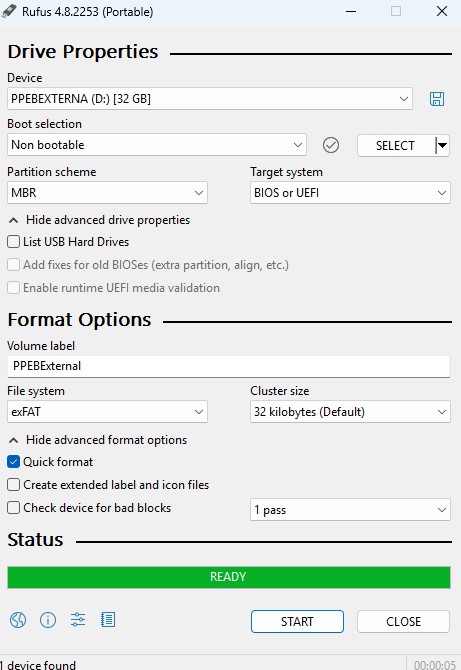 Rufus 4.8.2253 (Portable)
Drive Properties
Device
PPEBEXTERNA (D:) [32 GB]
Boot selection
Non bootable
SELECT
Partition scheme
Target system
MBR
BIOS or UEFI
Hide advanced drive properties
List USB Hard Drives
Add fixes for old BIOSes (extra partition, align, etc.)
Enable runtime UEFI media validation
Format Options
Volume label
PPEBExternal
File system
Cluster size
exFAT
32 kilobytes (Default)
Hide advanced format options
Quick format
Create extended label and icon files
Check device for bad blocks
1 pass
Status
READY
START
CLOSE
1 device found
00:00:05